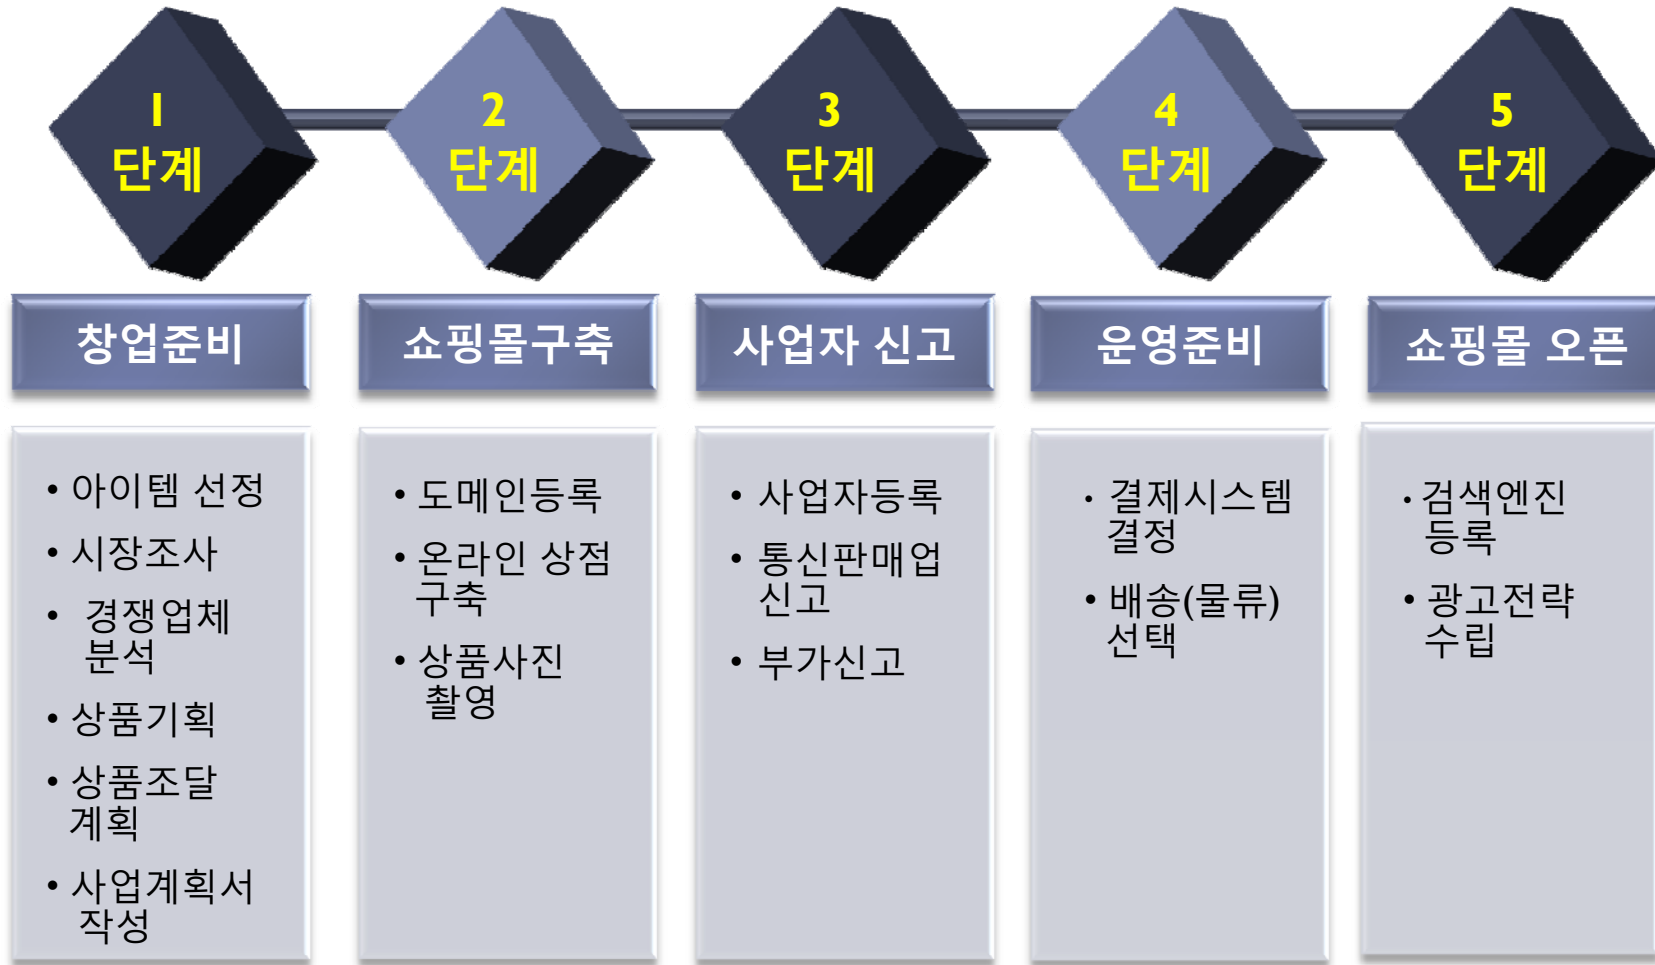 1
단계
2
단계
3
단계
4
단계
5
단계
창업준비
쇼핑몰구축
사업자 신고
운영준비
쇼핑몰 오픈
• 아이템 선정
• 시장조사
• 경쟁업체
분석
• 상품기획
• 상품조달
계획
• 사업계획서
작성
• 도메인등록
• 온라인 상점
구축
• 상품사진
촬영
• 사업자등록
• 통신판매업
신고
• 부가신고
• 결제시스템
결정
• 배송(물류)
선택
• 검색엔진
등록
• 광고전략
수립